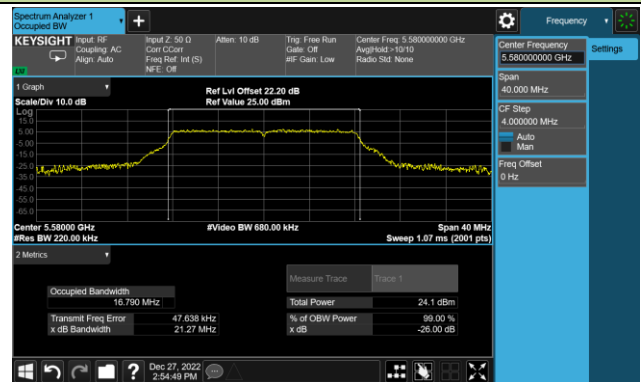 Spectrum Analyzer 1
Occupied BW
+
Frequency
KEYSIGHT
Input: RF
Coupling: AC
Align: Auto
Input Z: 50 Ω
Corr CCorr
Freq Ref: Int (S)
NFE: Off
Atten: 10 dB
Trig: Free Run
Gate: Off
#IF Gain: Low
Center Freq: 5.580000000 GHz
Avg|Hold:>10/10
Radio Std: None
Center Frequency
5.580000000 GHz
Settings
Span
40.000 MHz
CF Step
4.000000 MHz
Auto
Man
Freq Offset
0 Hz
1 Graph
Scale/Div 10.0 dB
Ref Lvl Offset 22.20 dB
Ref Value 25.00 dBm
Log
15.0
5.00
-5.00
-15.0
-25.0
-35.0
-45.0
-55.0
-65.0
Center 5.58000 GHz
#Video BW 680.00 kHz
Span 40 MHz
#Res BW 220.00 kHz
Sweep 1.07 ms (2001 pts)
2 Metrics
Measure Trace
Trace 1
Occupied Bandwidth
16.790 MHz
Total Power
24.1 dBm
Transmit Freq Error
47.638 kHz
% of OBW Power
99.00 %
x dB Bandwidth
21.27 MHz
x dB
-26.00 dB
?
Dec 27, 2022
2:54:49 PM